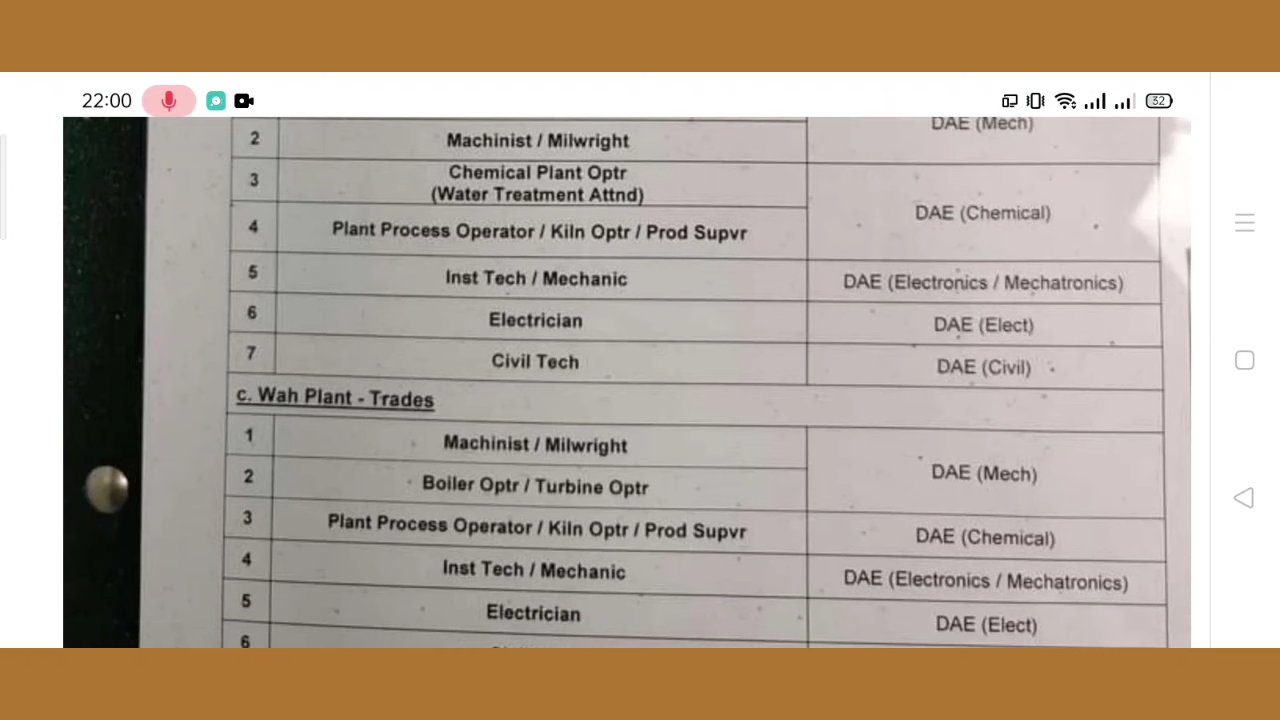 22:00
32
DAE (Mech)
2 Machinist / Milwright
3 Chemical Plant Optr
(Water Treatment Attnd)
DAE (Chemical)
4 Plant Process Operator / Kiln Optr / Prod Supvr
5 Inst Tech / Mechanic DAE (Electronics / Mechatronics)
6 Electrician DAE (Elect)
7 Civil Tech DAE (Civil)
c. Wah Plant - Trades
1 Machinist / Milwright
DAE (Mech)
2 Boiler Optr / Turbine Optr
3 Plant Process Operator / Kiln Optr / Prod Supvr DAE (Chemical)
4 Inst Tech / Mechanic DAE (Electronics / Mechatronics)
5 Electrician DAE (Elect)
6